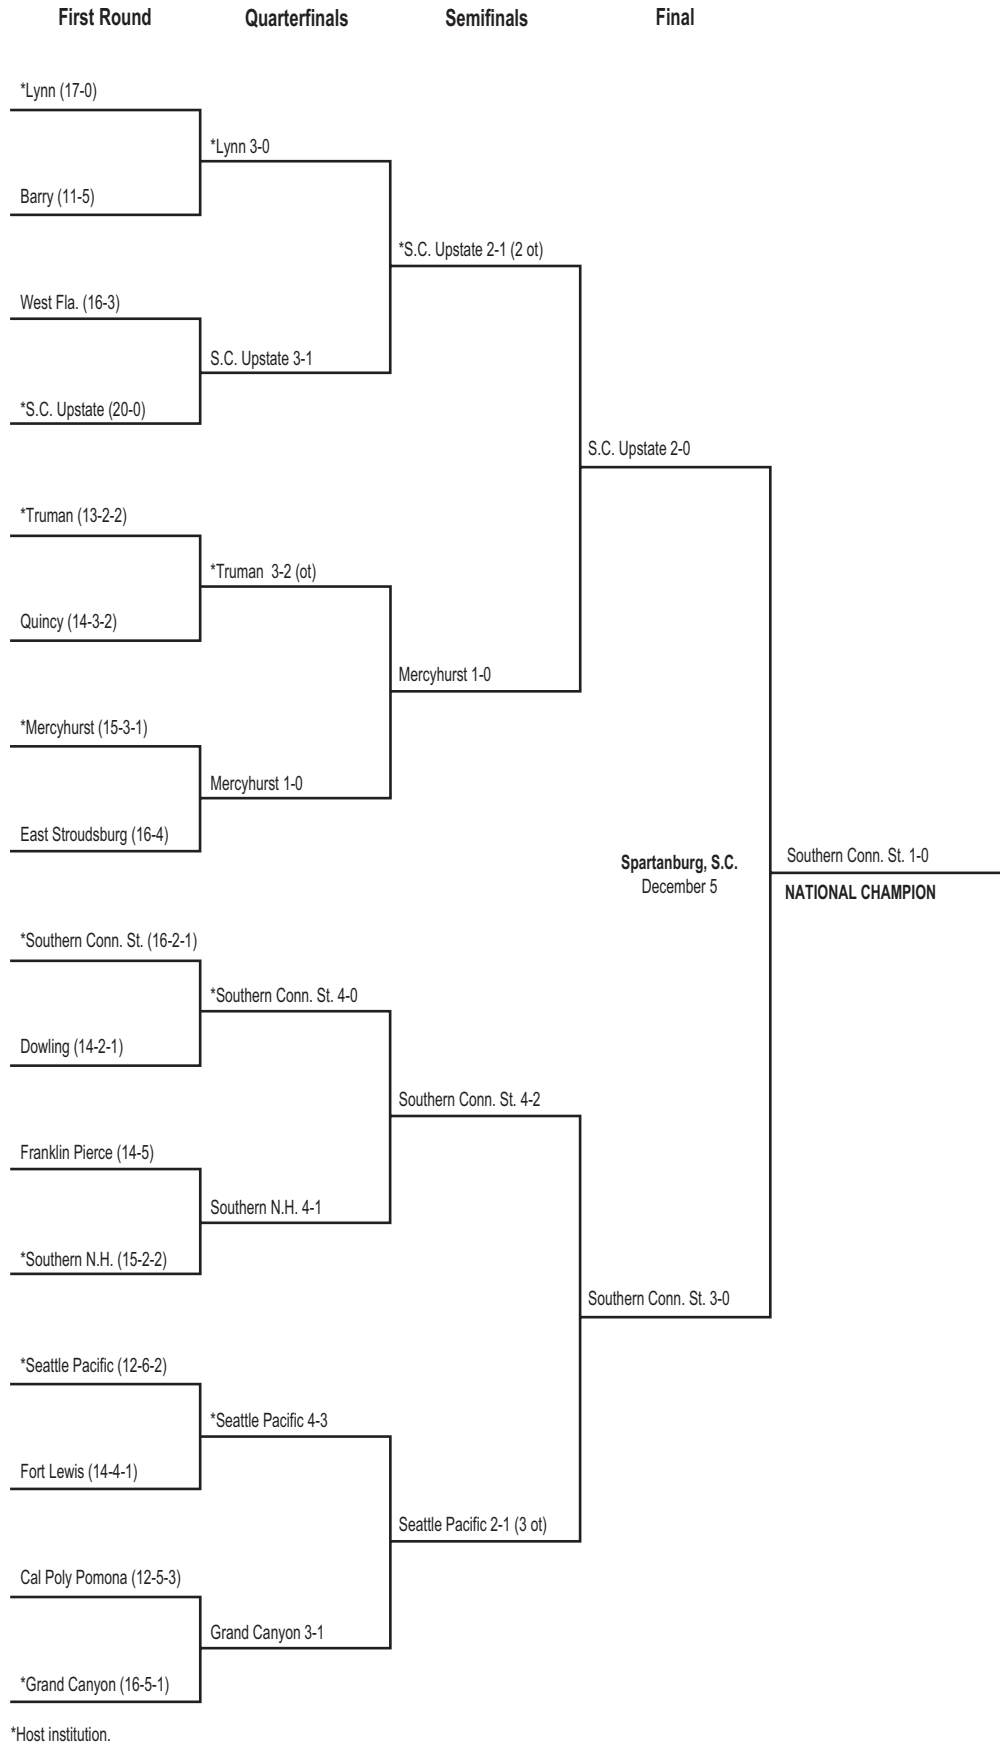 First Round Quarterfinals Semifinals Final
*Lynn (17-0)
*Lynn 3-0
Barry (11-5)
*S.C. Upstate 2-1 (2 ot)
West Fla. (16-3)
S.C. Upstate 3-1
*S.C. Upstate (20-0)
S.C. Upstate 2-0
*Truman (13-2-2)
*Truman  3-2 (ot)
Quincy (14-3-2)
Mercyhurst 1-0
*Mercyhurst (15-3-1)
Mercyhurst 1-0
East Stroudsburg (16-4)
Southern Conn. St. 1-0
Spartanburg, S.C.
December 5
NATIONAL CHAMPION
*Southern Conn. St. (16-2-1)
*Southern Conn. St. 4-0
Dowling (14-2-1)
Southern Conn. St. 4-2
Franklin Pierce (14-5)
Southern N.H. 4-1
*Southern N.H. (15-2-2)
Southern Conn. St. 3-0
*Seattle Pacific (12-6-2)
*Seattle Pacific 4-3
Fort Lewis (14-4-1)
Seattle Pacific 2-1 (3 ot)
Cal Poly Pomona (12-5-3)
Grand Canyon 3-1
*Grand Canyon (16-5-1)
*Host institution.